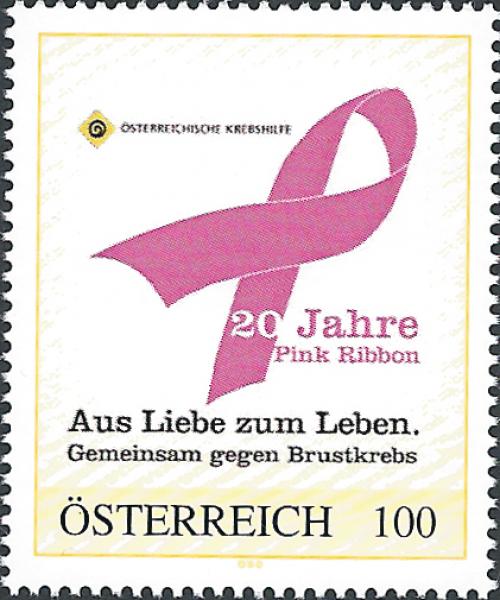 ÖSTERREICHISCHE KREBSHILFE
20 Jahre
Pink Ribbon
Aus Liebe zum Leben.
Gemeinsam gegen Brustkrebs
ÖSTERREICH 100